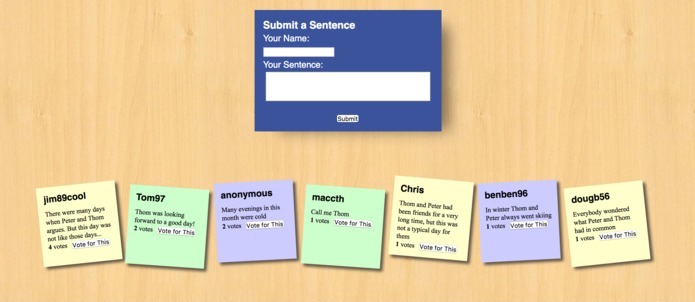 Submit a Sentence
Your Name:
Your Sentence:
Submit
jim89cool
There were many days
when Peter and Thom
argues. But this day was
not like those days...
4 votes Vote for This
Tom97
Thom was looking
forward to a good day!
2 votes Vote for This
anonymous
Many evenings in this
month were cold
2 votes Vote for This
maccth
Call me Thom
1 votes Vote for This
Chris
Thom and Peter had
been friends for a very
long time, but this was
not a typical day for
them
1 votes Vote for This
benben96
In winter Thom and
Peter always went skiing
1 votes Vote for This
dougb56
Everybody wondered
what Peter and Thom
had in common
1 votes Vote for This